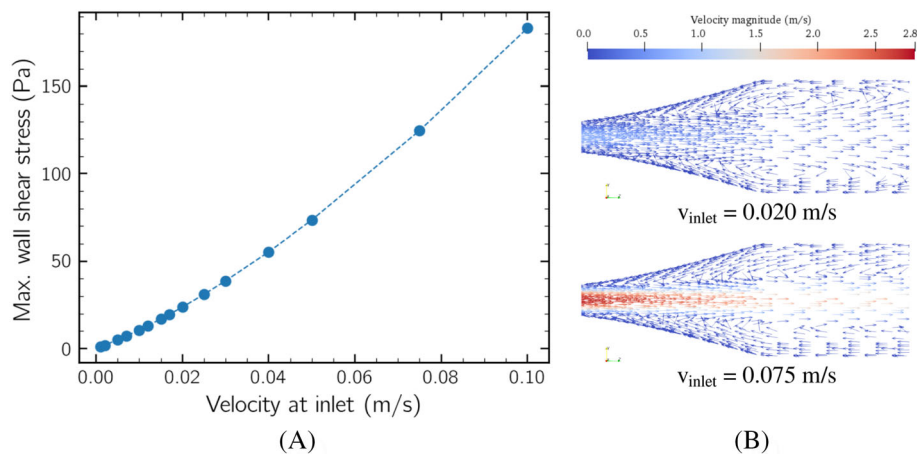 Max. wall shear stress (Pa)
150
100
50
0
0.00 0.02 0.04 0.06 0.08 0.10
Velocity at inlet (m/s)
(A)
Velocity magnitude (m/s)
0.0 0.5 1.0 1.5 2.0 2.5 2.8
v_inlet = 0.020 m/s
v_inlet = 0.075 m/s
(B)